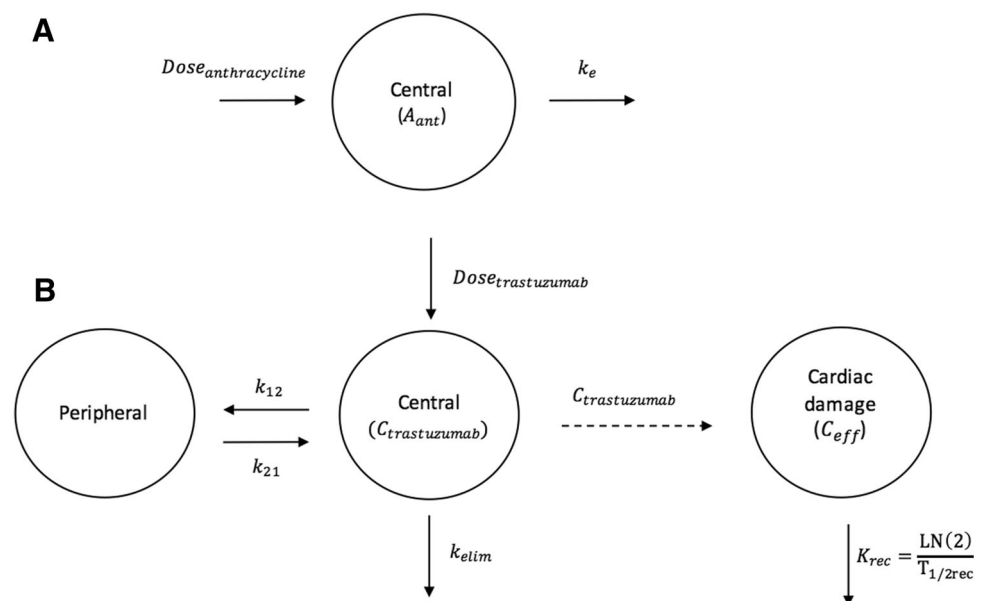 A
Dose_anthracycline
Central
(A_ant)
k_e
B
Dose_trastuzumab
Peripheral
k_12
k_21
Central
(C_trastuzumab)
C_trastuzumab
Cardiac
damage
(C_eff)
k_elim
K_rec = LN(2)
T_1/2rec